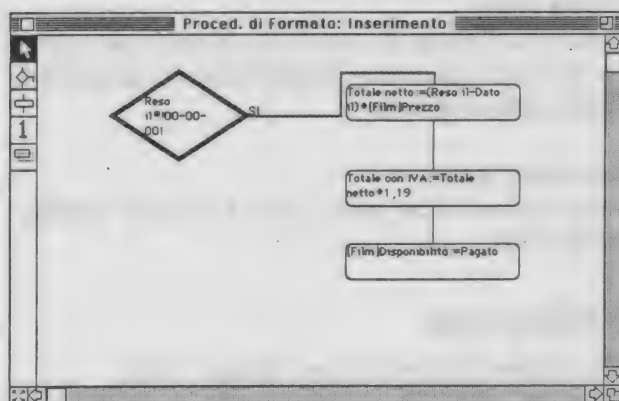 Proced. di Formato: Inserimento
Reso
il#!00-00-
00!
SI
Totale netto:=(Reso il-Dato
il)*[Film]Prezzo
Totale con IVA:=Totale
netto*1,19
[Film]Disponibilità:=Pagato